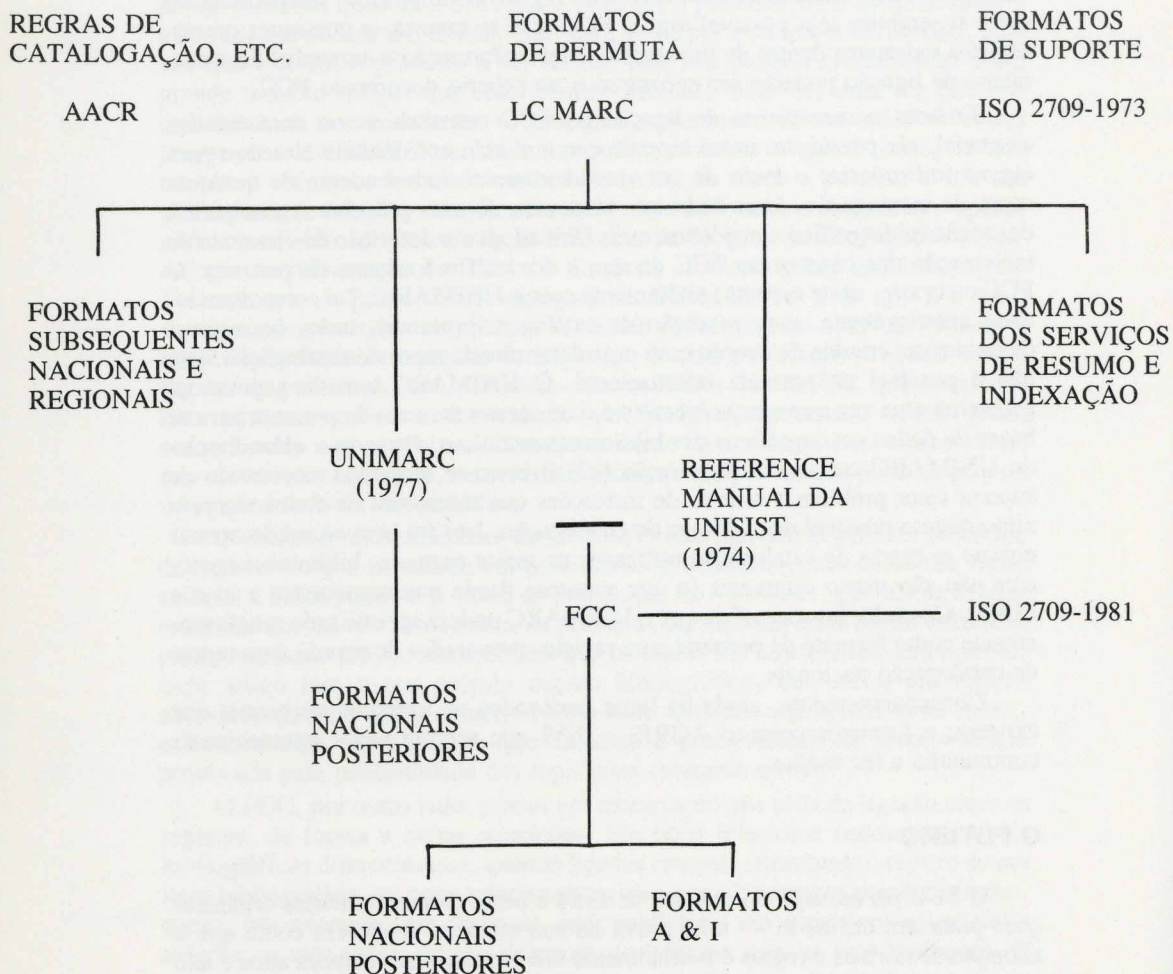 REGRAS DE
CATALOGAÇÃO, ETC
FORMATOS
DE PERMUTA
FORMATOS
DE SUPORTE
AACR
LC MARC
ISO 2709-1973
FORMATOS
SUBSEQUENTES
NACIONAIS E
REGIONAIS
UNIMARC
(1977)
REFERENCE
MANUAL DA
UNISIST
(1974)
FORMATOS
DOS SERVIÇOS
DE RESUMO E
INDEXAÇÃO
FCC
ISO 2709-1981
FORMATOS
NACIONAIS
POSTERIORES
FORMATOS
NACIONAIS
POSTERIORES
FORMATOS
A & I